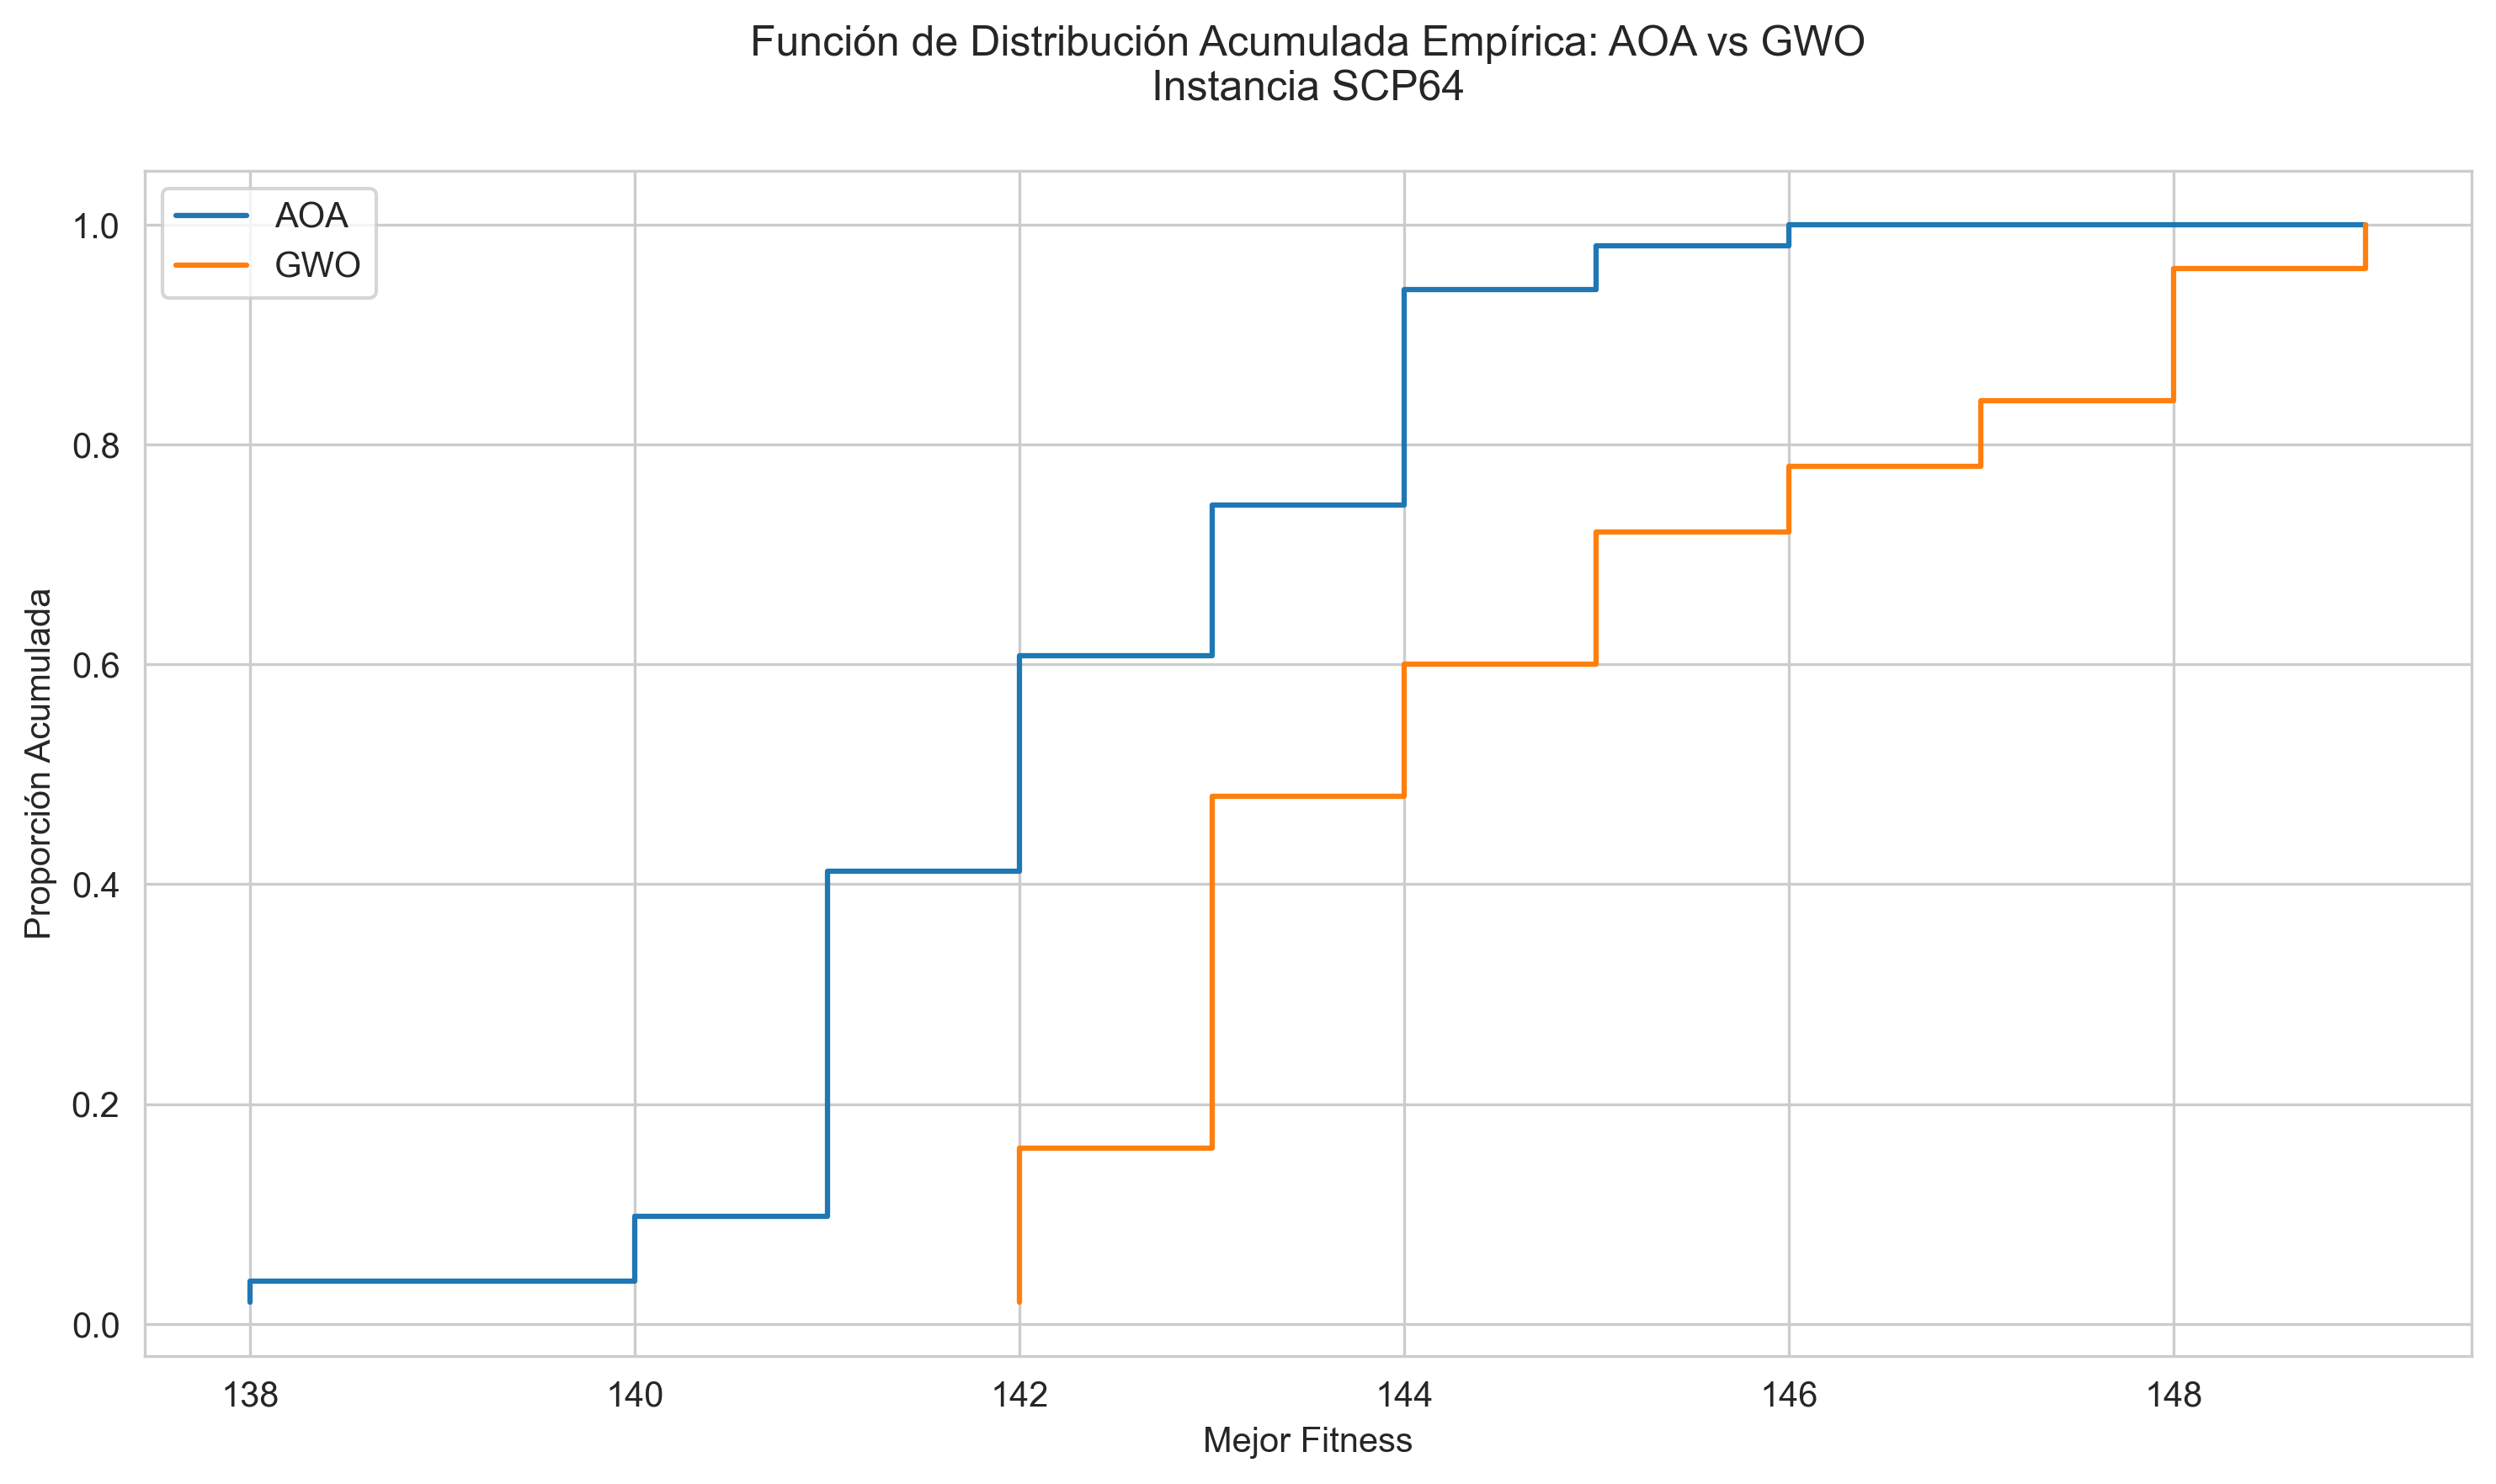 Función de Distribución Acumulada Empírica: AOA vs GWO
Instancia SCP64
AOA
GWO
1.0
0.8
0.6
0.4
0.2
0.0
Proporción Acumulada
138 140 142 144 146 148
Mejor Fitness